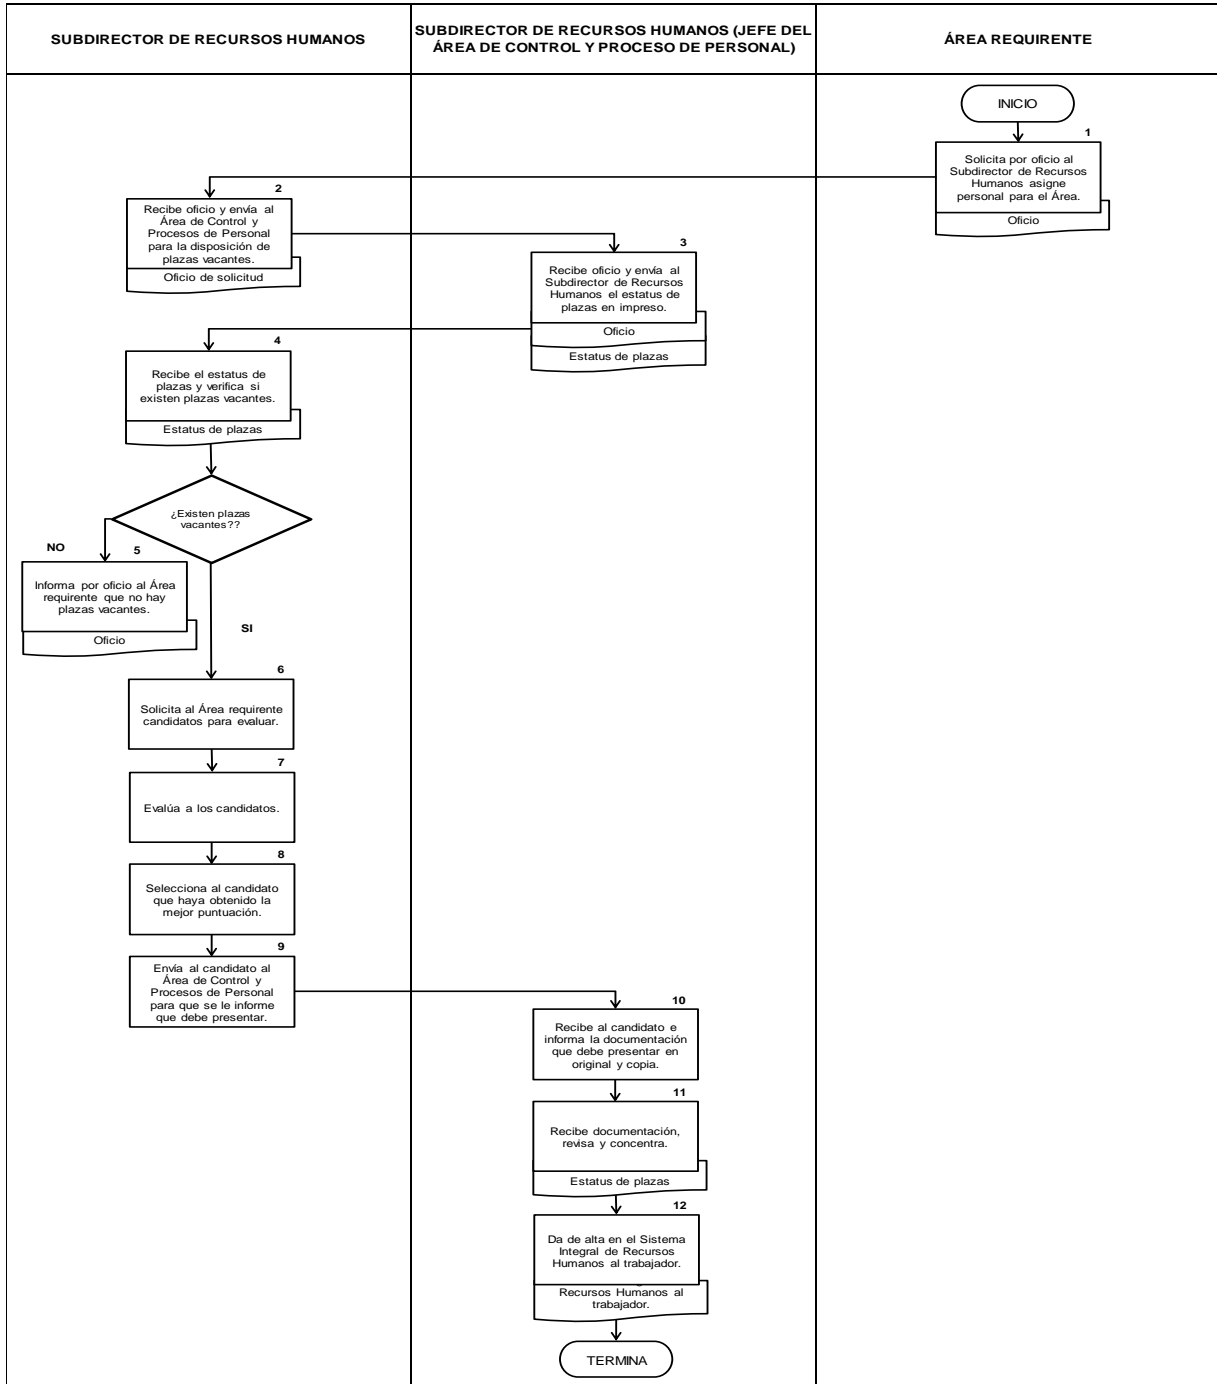 SUBDIRECTOR DE RECURSOS HUMANOS
SUBDIRECTOR DE RECURSOS HUMANOS (JEFE DEL
ÁREA DE CONTROL Y PROCESO DE PERSONAL)
ÁREA REQUIRENTE
INICIO
1
Solicita por oficio al
Subdirector de Recursos
Humanos asigne
personal para el Área.
Oficio
2
Recibe oficio y envía al
Área de Control y
Procesos de Personal
para la disposición de
plazas vacantes.
Oficio de solicitud
3
Recibe oficio y envía al
Subdirector de Recursos
Humanos el estatus de
plazas en impreso.
Oficio
Estatus de plazas
4
Recibe el estatus de
plazas y verifica si
existen plazas vacantes.
Estatus de plazas
¿Existen plazas
vacantes??
NO
5
Informa por oficio al Área
requirente que no hay
plazas vacantes.
Oficio
SI
6
Solicita al Área requirente
candidatos para evaluar.
7
Evalúa a los candidatos.
8
Selecciona al candidato
que haya obtenido la
mejor puntuación.
9
Envía al candidato al
Área de Control y
Procesos de Personal
para que se le informe
que debe presentar.
10
Recibe al candidato e
informa la documentación
que debe presentar en
original y copia.
11
Recibe documentación,
revisa y concentra.
Estatus de plazas
12
Da de alta en el Sistema
Integral de Recursos
Humanos al trabajador.
Recursos Humanos al
trabajador.
TERMINA